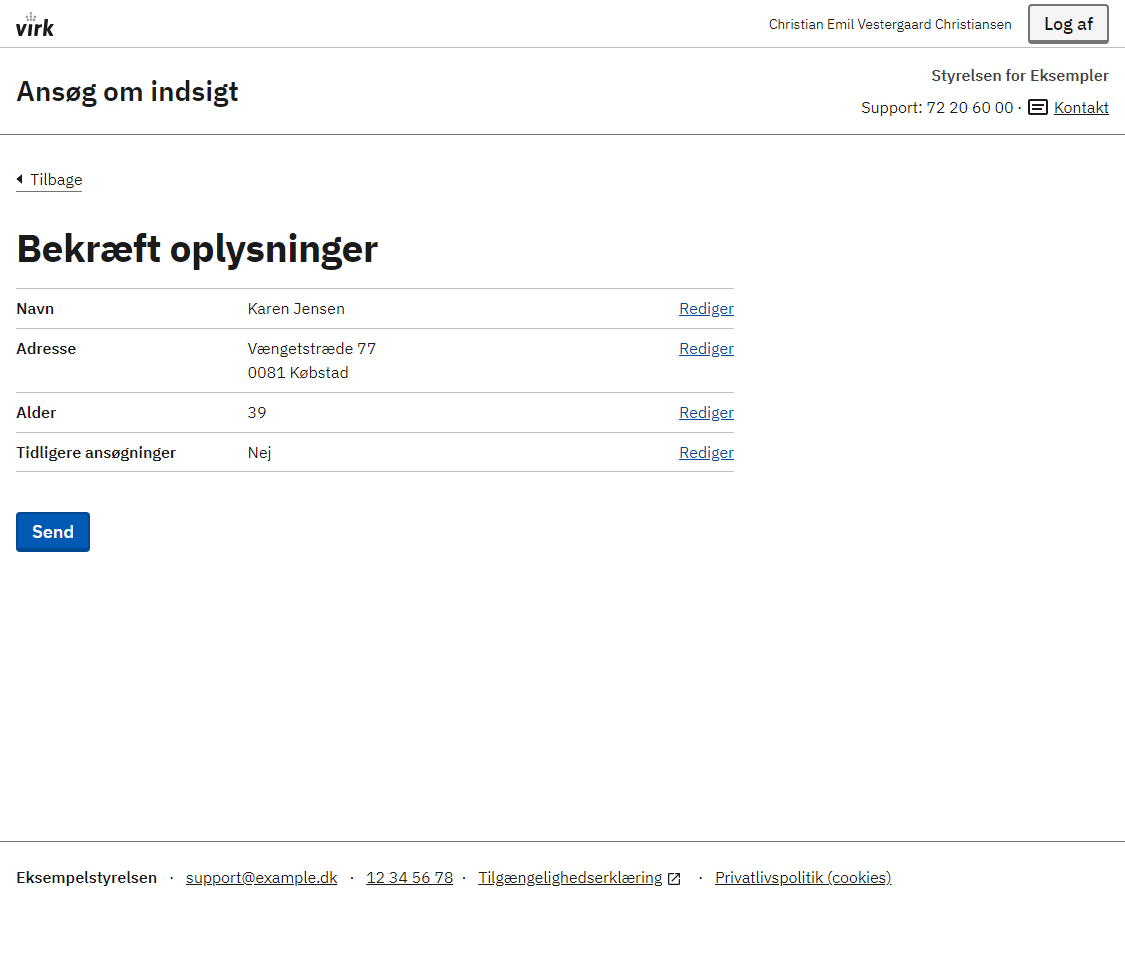 virk
Christian Emil Vestergaard Christiansen
Log af
Ansøg om indsigt
Styrelsen for Eksempler
Support: 72 20 60 00 · Kontakt
Tilbage
Bekræft oplysninger
Navn Karen Jensen Rediger
Adresse Vængetstræde 77 Rediger
0081 Købstad
Alder 39 Rediger
Tidligere ansøgninger Nej Rediger
Send
Eksempelstyrelsen · support@example.dk · 12 34 56 78 · Tilgængelighedserklæring · Privatlivspolitik (cookies)